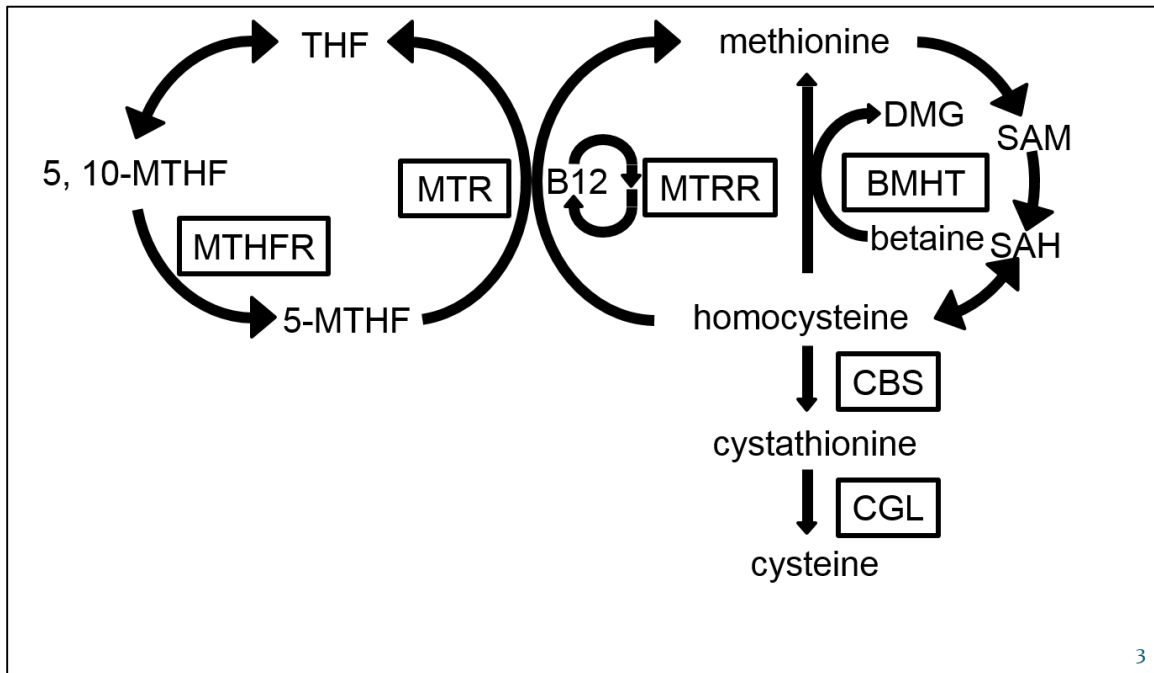 THF
methionine
DMG
SAM
5, 10-MTHF
MTR
B12
MTRR
BMHT
MTHFR
betaine
SAH
5-MTHF
homocysteine
CBS
cystathionine
CGL
cysteine
3